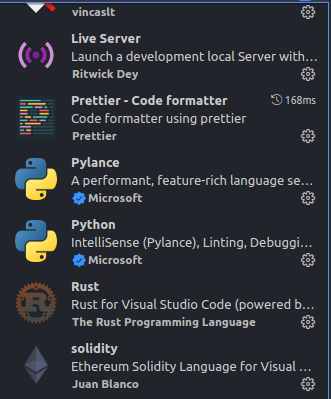 vincaslt
Live Server
Launch a development local Server with…
Ritwick Dey
Prettier - Code formatter 168ms
Code formatter using prettier
Prettier
Pylance
A performant, feature-rich language se…
Microsoft
Python
IntelliSense (Pylance), Linting, Debuggi…
Microsoft
Rust
Rust for Visual Studio Code (powered b…
The Rust Programming Language
solidity
Ethereum Solidity Language for Visual …
Juan Blanco